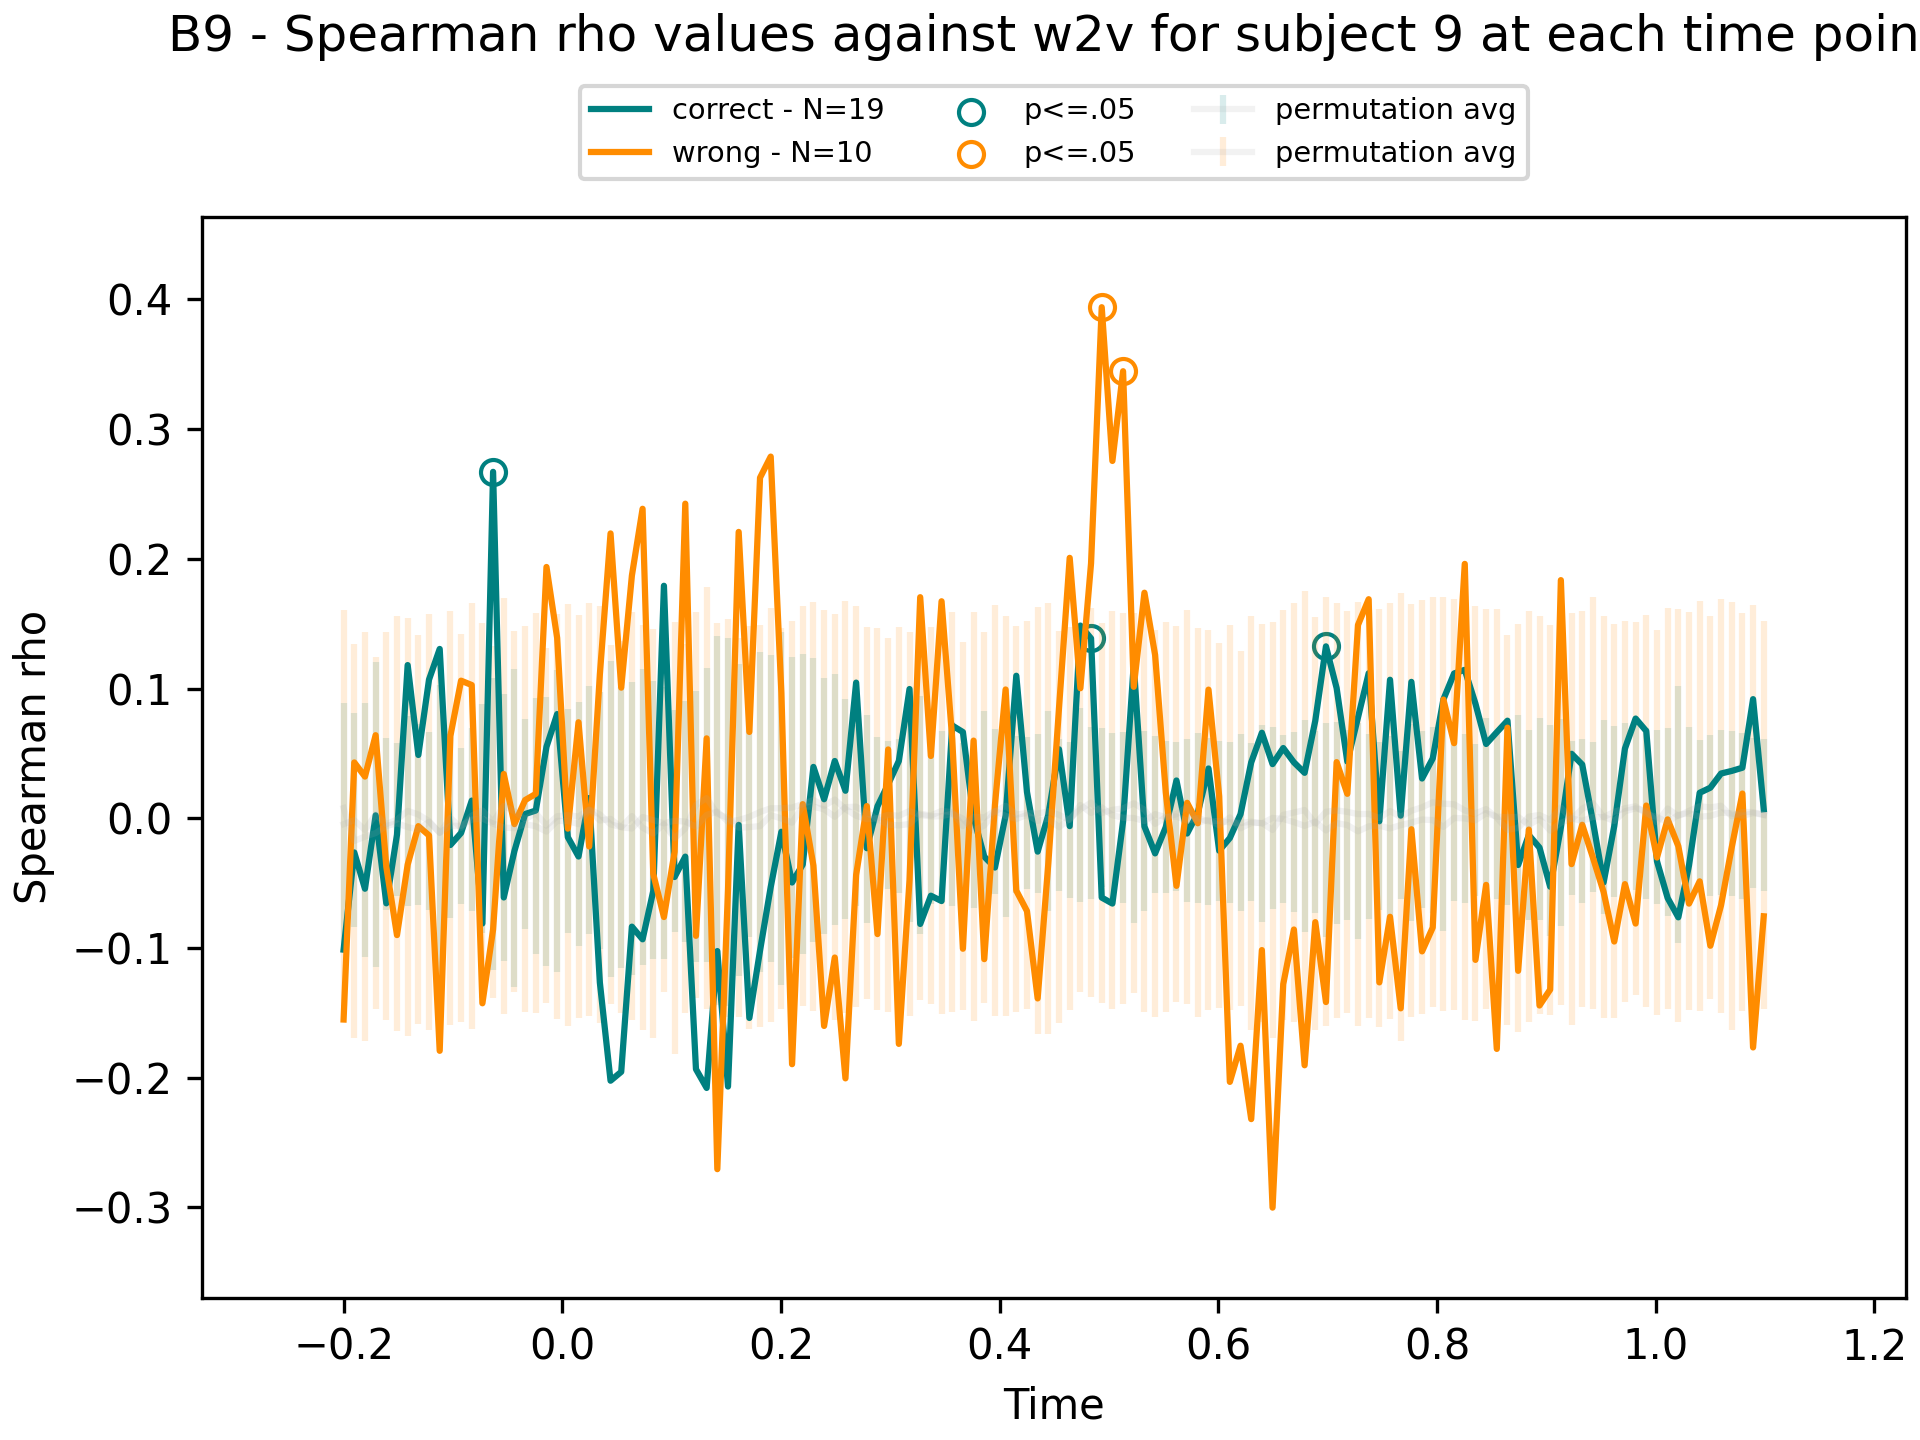 B9 - Spearman rho values against w2v for subject 9 at each time poin
correct - N=19
wrong - N=10
p<=.05
p<=.05
permutation avg
permutation avg
Spearman rho
0.4
0.3
0.2
0.1
0.0
−0.1
−0.2
−0.3
−0.2 0.0 0.2 0.4 0.6 0.8 1.0 1.2
Time